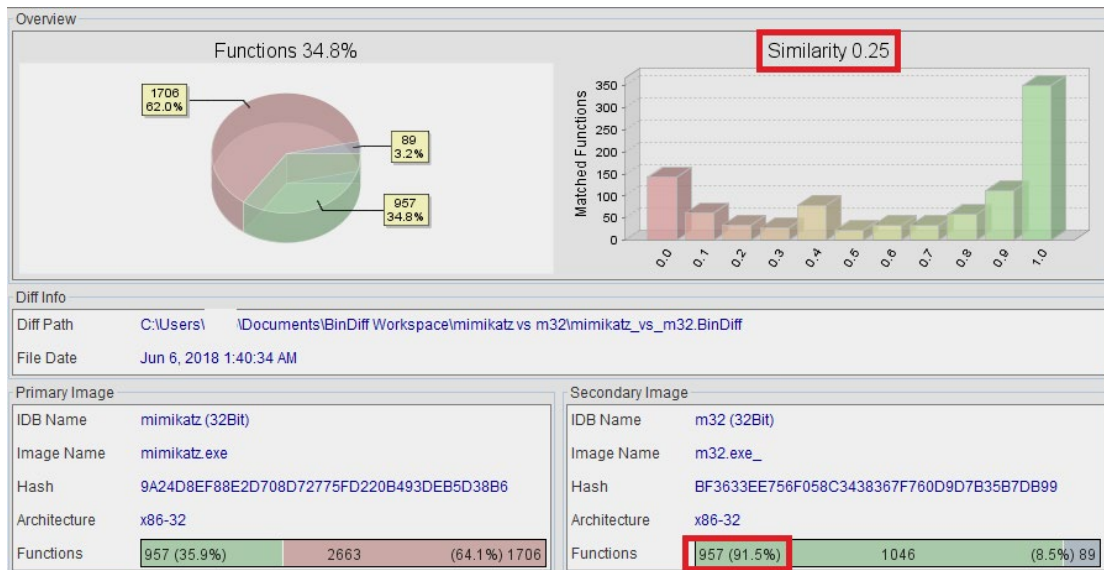 Overview
Functions 34.8%
1706
62.0%
89
3.2%
957
34.8%
Similarity 0.25
Matched Functions
350
300
250
200
150
100
50
0
0.0 0.1 0.2 0.3 0.4 0.5 0.6 0.7 0.8 0.9 1.0
Diff Info
Diff Path C:\Users\ \Documents\BinDiff Workspace\mimikatz vs m32\mimikatz_vs_m32.BinDiff
File Date Jun 6, 2018 1:40:34 AM
Primary Image
IDB Name mimikatz (32Bit)
Image Name mimikatz.exe
Hash 9A24D8EF88E2D708D72775FD220B493DEB5D38B6
Architecture x86-32
Functions 957 (35.9%) 2663 (64.1%) 1706
Secondary Image
IDB Name m32 (32Bit)
Image Name m32.exe_
Hash BF3633EE756F058C3438367F760D9D7B35B7DB99
Architecture x86-32
Functions 957 (91.5%) 1046 (8.5%) 89